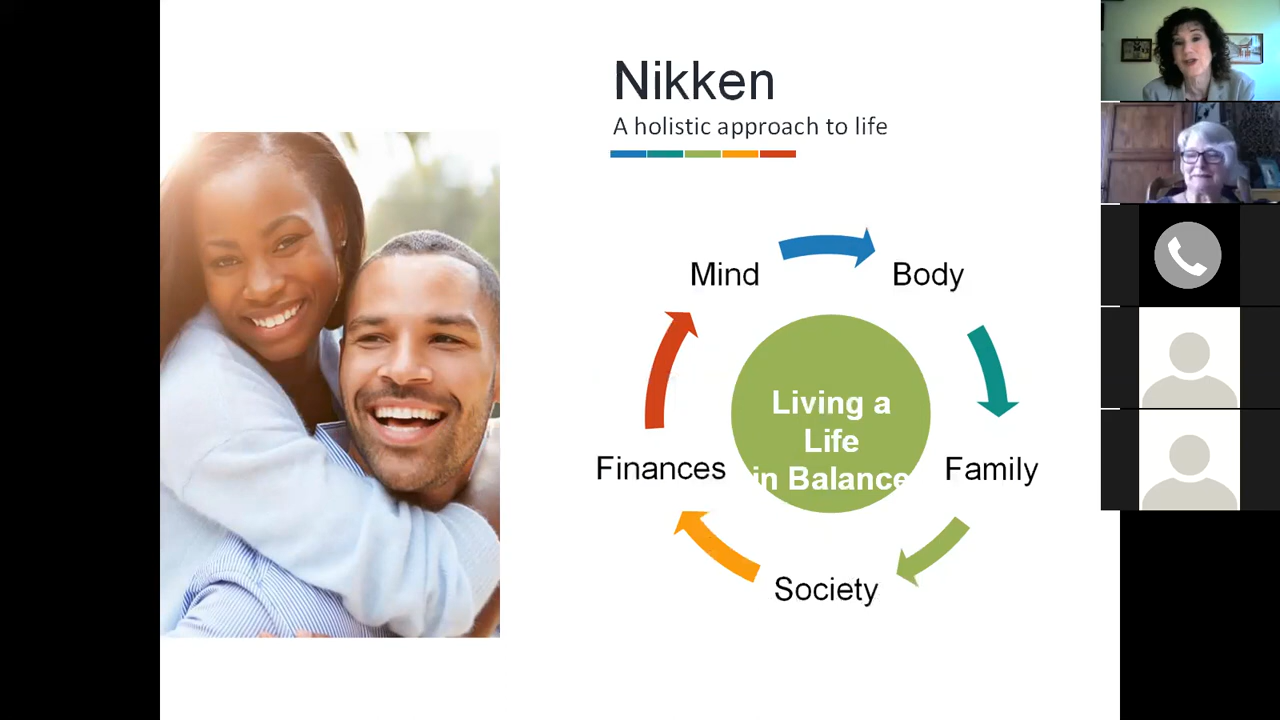 Nikken
A holistic approach to life
Mind
Body
Living a
Life
in Balance
Finances
Family
Society